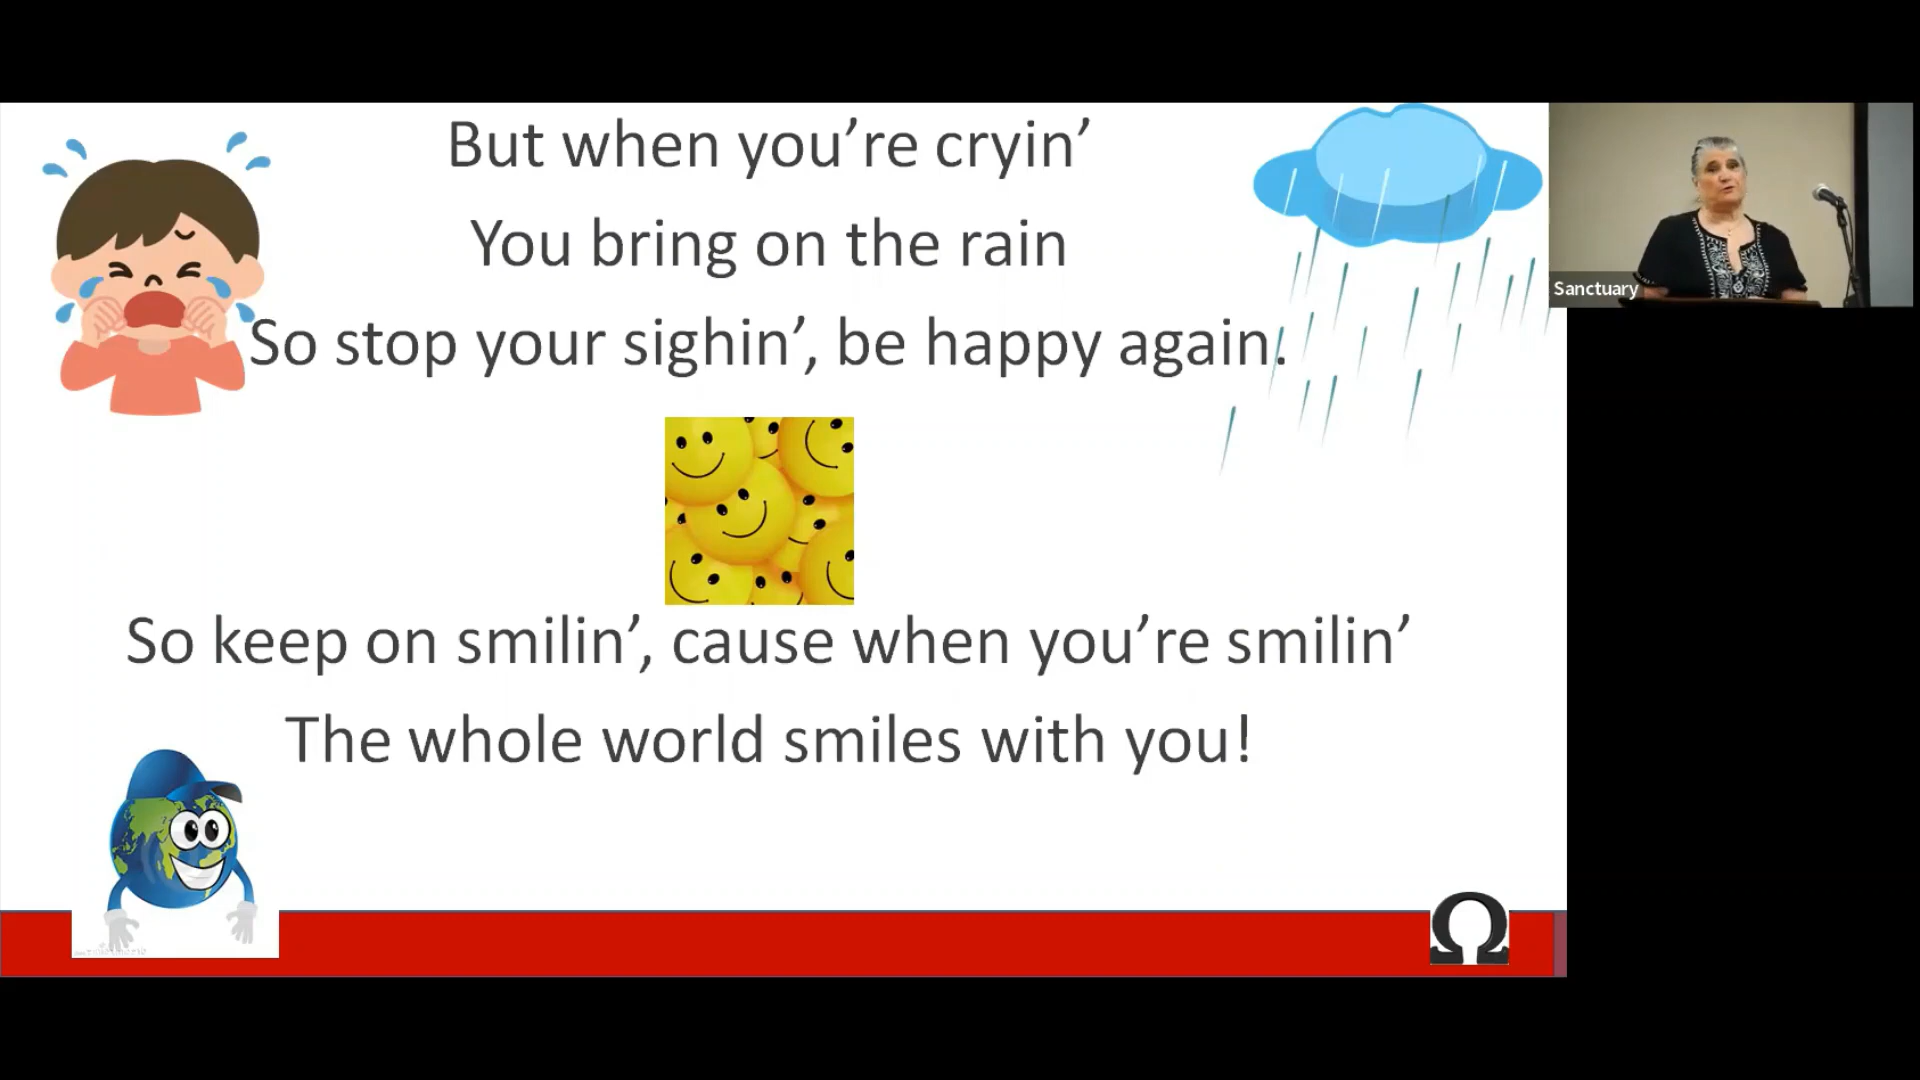 But when you’re cryin’
You bring on the rain
So stop your sighin’, be happy again.
So keep on smilin’, cause when you’re smilin’
The whole world smiles with you!
Sanctuary
Ω